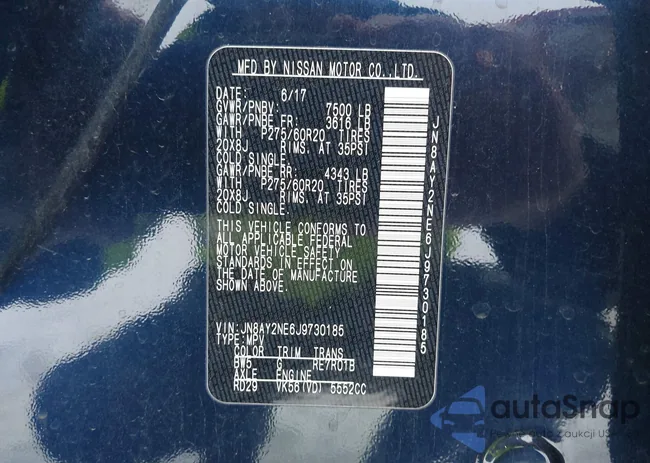 MFD BY NISSAN MOTOR CO.,LTD.
DATE: 6/17
GVWR/PNBV: 7500 LB
GAWR/PNBE FR: 3616 LB
WITH P275/60R20 TIRES
20X8J RIMS. AT 35PSI
COLD SINGLE.
GAWR/PNBE RR: 4343 LB
WITH P275/60R20 TIRES
20X8J RIMS. AT 35PSI
COLD SINGLE.
THIS VEHICLE CONFORMS TO
ALL APPLICABLE FEDERAL
MOTOR VEHICLE SAFETY
STANDARDS IN EFFECT ON
THE DATE OF MANUFACTURE
SHOWN ABOVE.
VIN:JN8AY2NE6J9730185
TYPE:MPV
COLOR TRIM TRANS
BW5 G RE7R01B
AXLE ENGINE
RD29 VK56(VD) 5552CC
JN8AY2NE6J9730185
autoSnap
Caukcji US